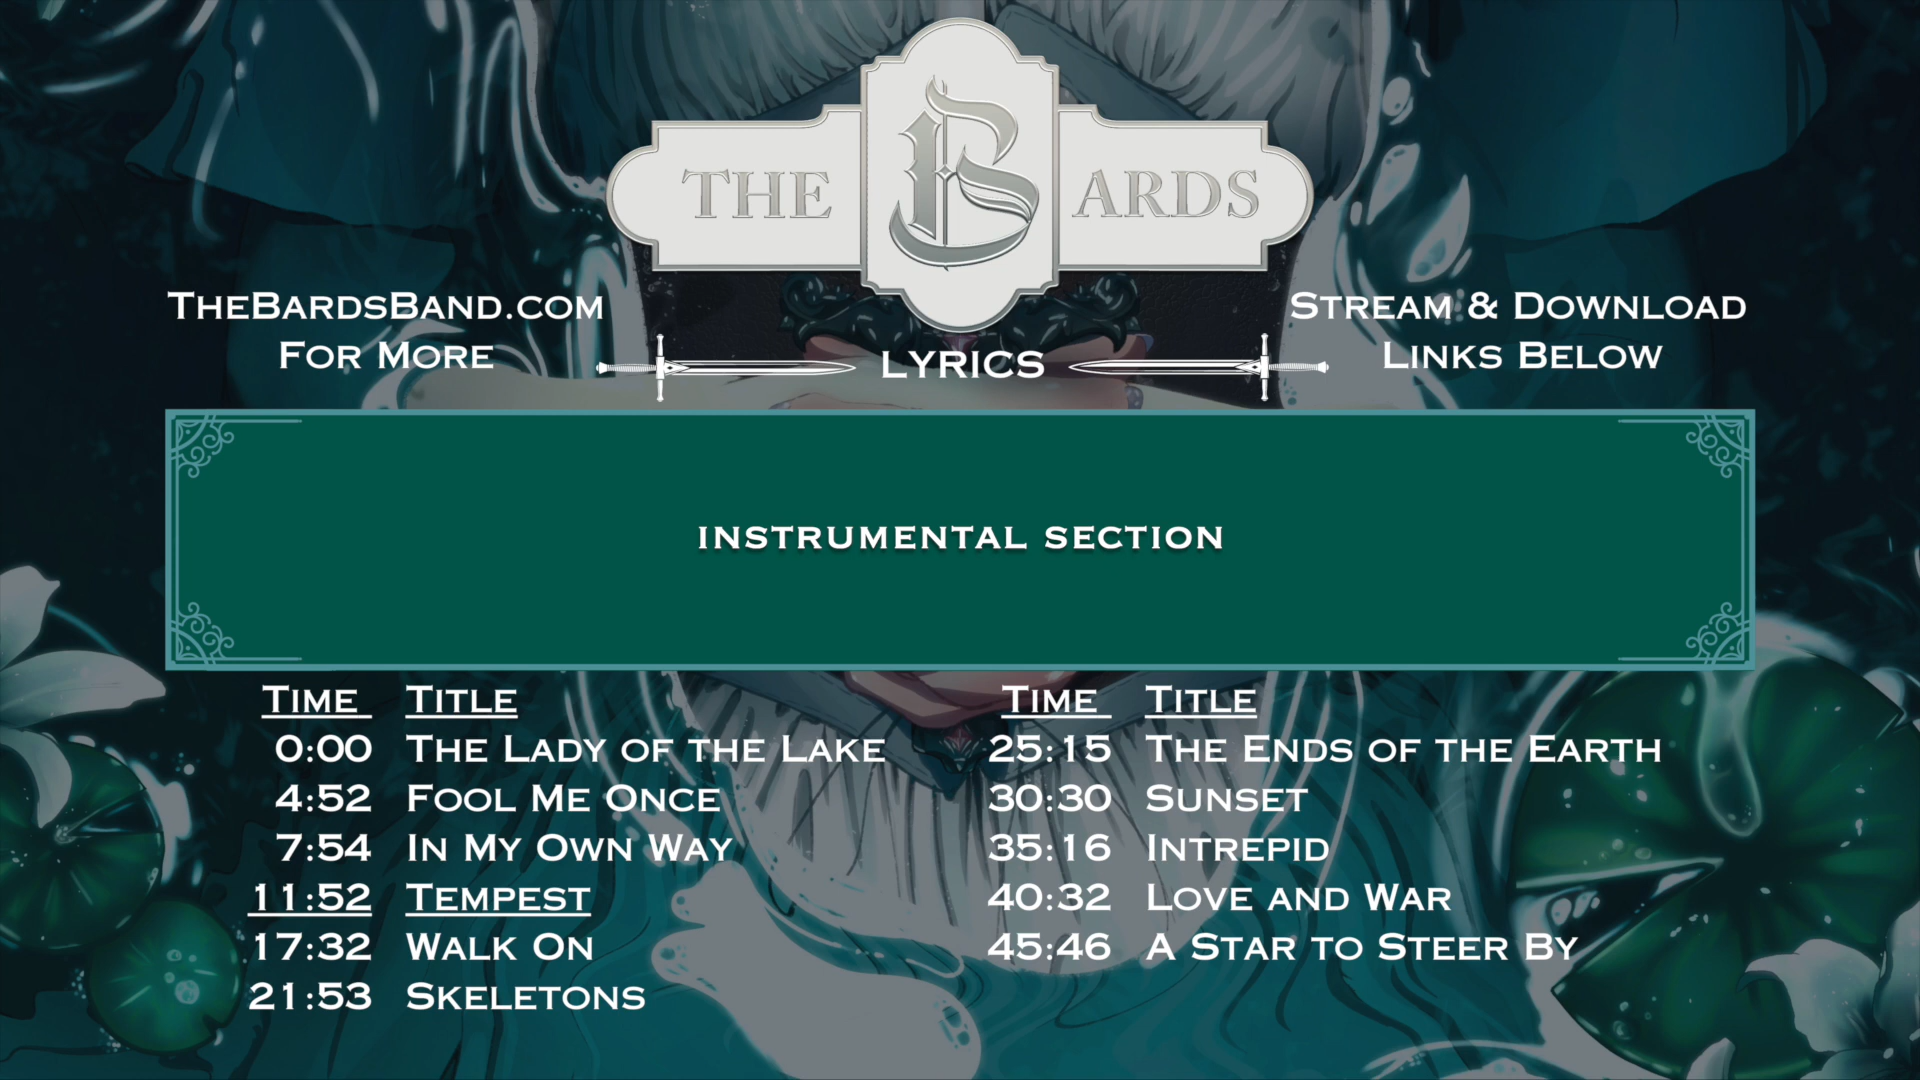 THE BARDS
TheBardsBand.com
For More
Stream & Download
Links Below
LYRICS
INSTRUMENTAL SECTION
Time Title
0:00 The Lady of the Lake
4:52 Fool Me Once
7:54 In My Own Way
11:52 Tempest
17:32 Walk On
21:53 Skeletons
Time Title
25:15 The Ends of the Earth
30:30 Sunset
35:16 Intrepid
40:32 Love and War
45:46 A Star to Steer By